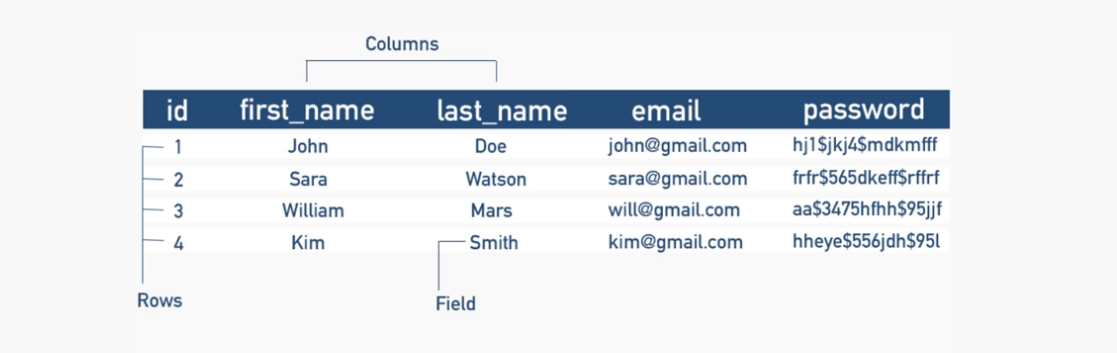 Columns
id first_name last_name email password
1 John Doe john@gmail.com hj1$jkj4$mdkmfff
2 Sara Watson sara@gmail.com frfr$565dkeff$rffrf
3 William Mars will@gmail.com aa$3475hfhh$95jjf
4 Kim Smith kim@gmail.com hheye$556jdh$95l
Rows Field